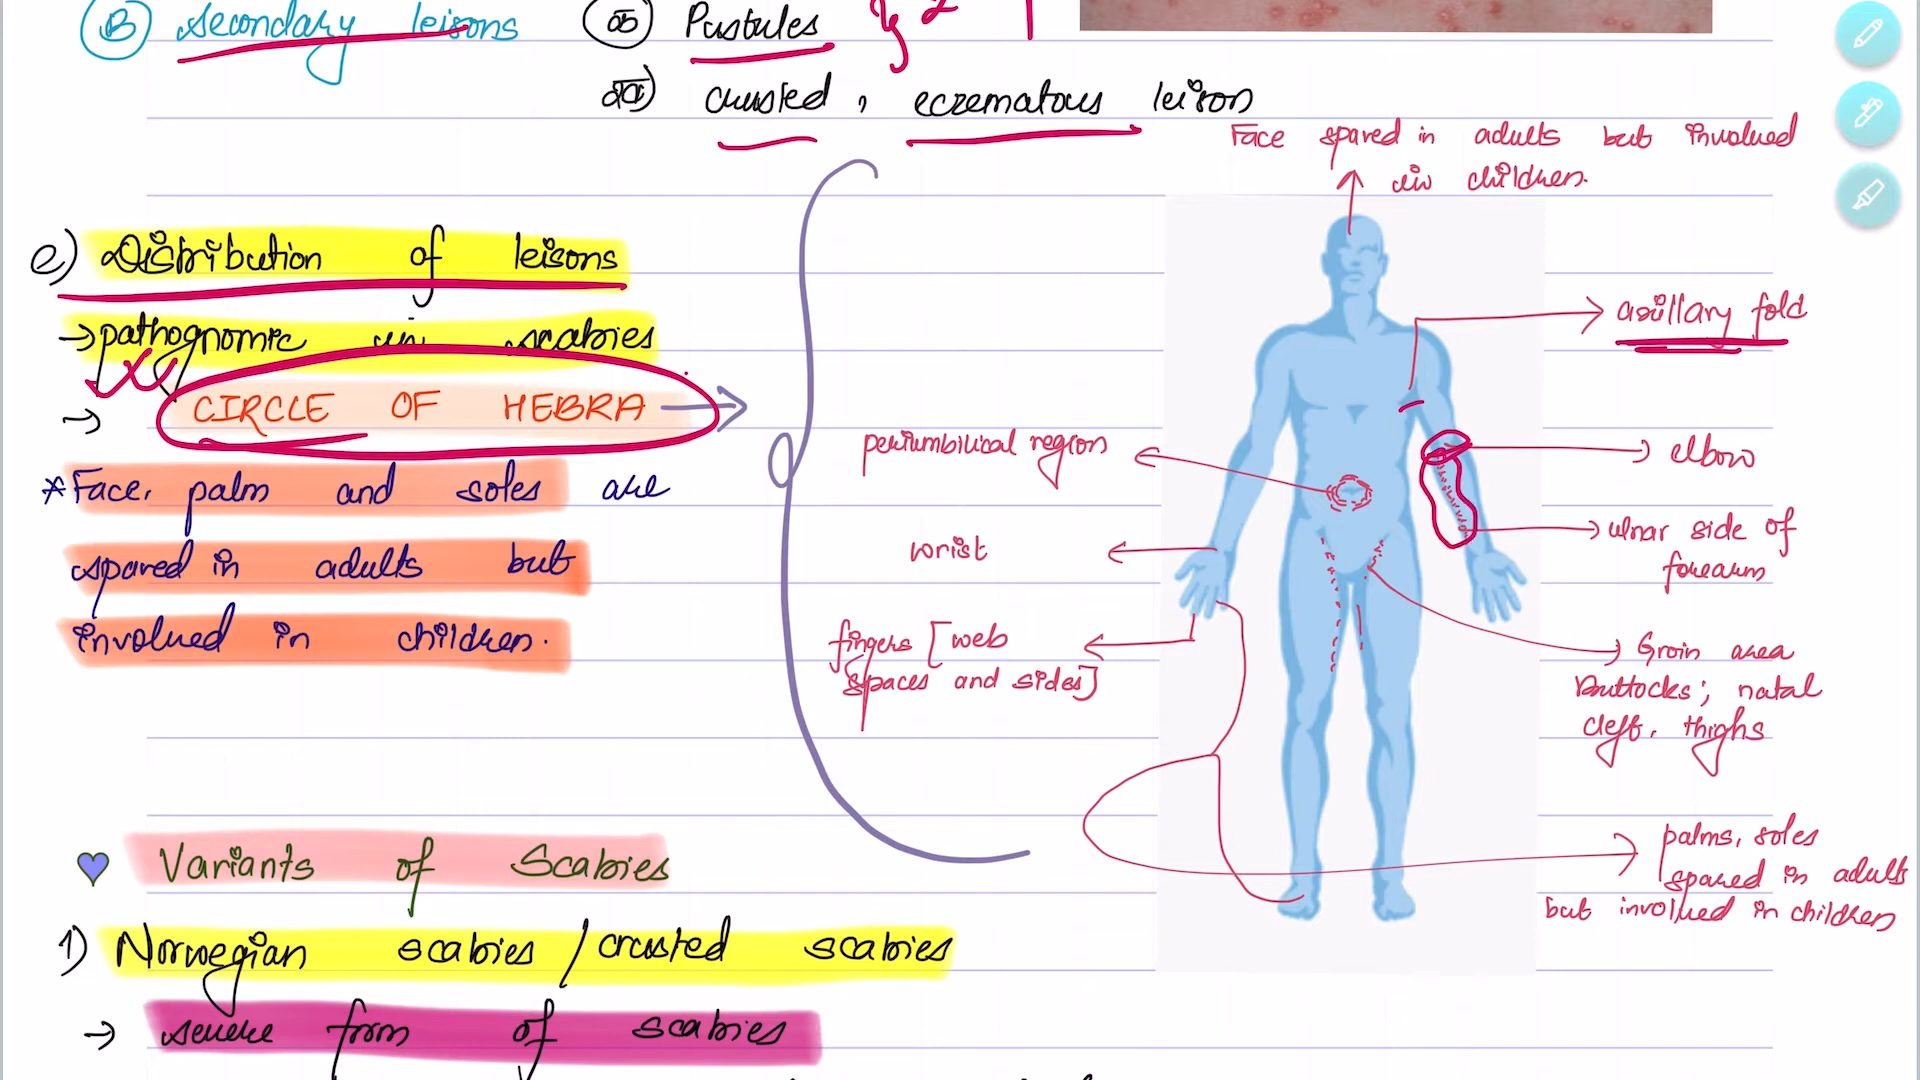 B Secondary leisons
Pustules
crusted, eczematous leison
e) Distribution of leisons
→ pathognomic in scabies
→ CIRCLE OF HEBRA →
* Face, palm and soles are
spared in adults but
involved in children.
Face spared in adults but involved
in children.
axillary fold
elbow
ulnar side of
forearm
Groin area
Buttocks; natal
cleft, thighs
palms, soles
spared in adults
but involved in children
periumbilical region
wrist
fingers [web
spaces and sides]
♥ Variants of Scabies
1) Norwegian scabies / crusted scabies
→ severe form of scabies